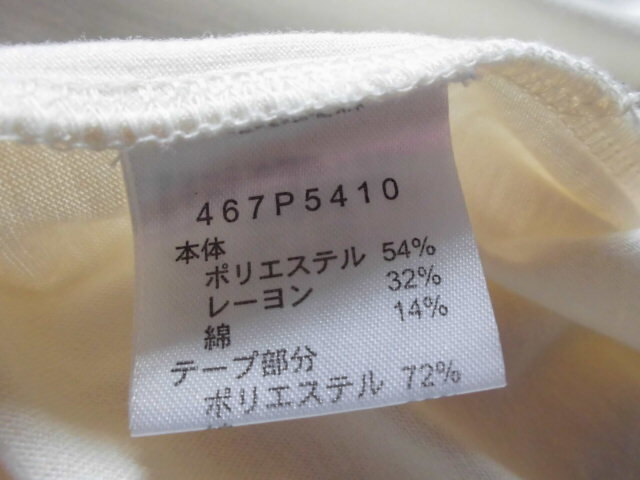 467P5410
本体
ポリエステル 54%
レーヨン 32%
綿 14%
テープ部分
ポリエステル 72%